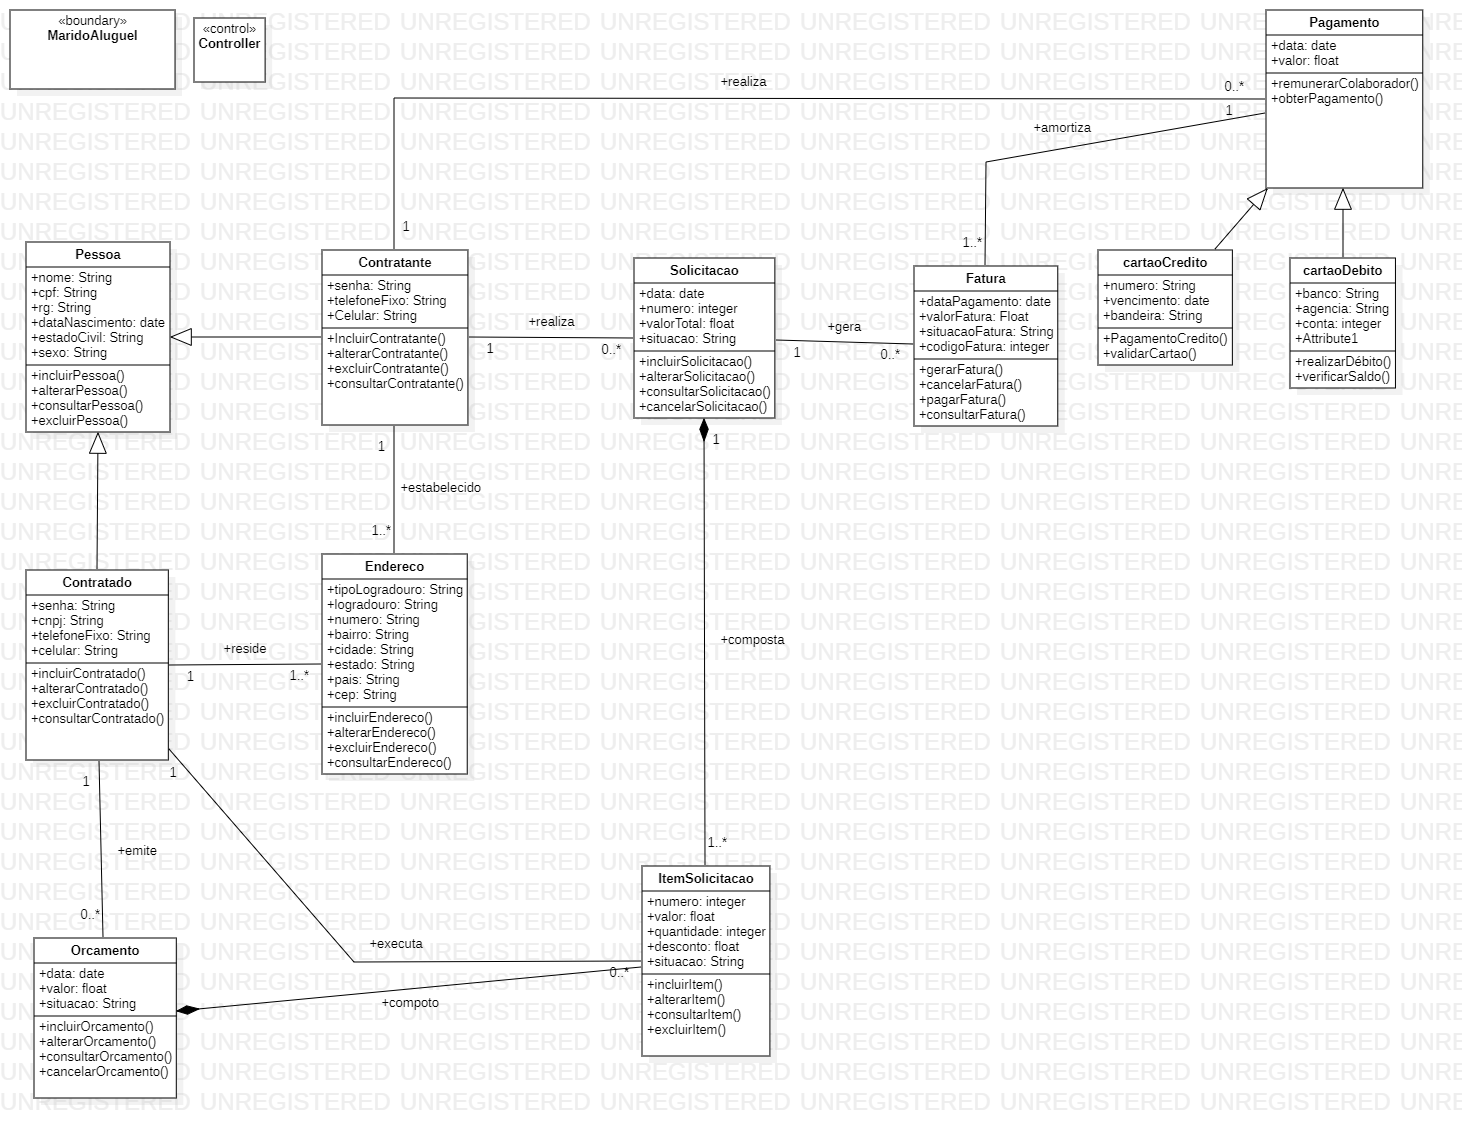 «boundary»
MaridoAluguel
«control»
Controller
Pagamento
+data: date
+valor: float
+remunerarColaborador()
+obterPagamento()
+realiza
0..*
1
+amortiza
1
1..*
Pessoa
+nome: String
+cpf: String
+rg: String
+dataNascimento: date
+estadoCivil: String
+sexo: String
+incluirPessoa()
+alterarPessoa()
+consultarPessoa()
+excluirPessoa()
Contratante
+senha: String
+telefoneFixo: String
+Celular: String
+IncluirContratante()
+alterarContratante()
+excluirContratante()
+consultarContratante()
+realiza
1
0..*
Solicitacao
+data: date
+numero: integer
+valorTotal: float
+situacao: String
+incluirSolicitacao()
+alterarSolicitacao()
+consultarSolicitacao()
+cancelarSolicitacao()
+gera
1
0..*
Fatura
+dataPagamento: date
+valorFatura: Float
+situacaoFatura: String
+codigoFatura: integer
+gerarFatura()
+cancelarFatura()
+pagarFatura()
+consultarFatura()
cartaoCredito
+numero: String
+vencimento: date
+bandeira: String
+PagamentoCredito()
+validarCartao()
cartaoDebito
+banco: String
+agencia: String
+conta: integer
+Attribute1
+realizarDébito()
+verificarSaldo()
1
+estabelecido
1..*
1
+composta
1..*
Contratado
+senha: String
+cnpj: String
+telefoneFixo: String
+celular: String
+incluirContratado()
+alterarContratado()
+excluirContratado()
+consultarContratado()
+reside
1
1..*
Endereco
+tipoLogradouro: String
+logradouro: String
+numero: String
+bairro: String
+cidade: String
+estado: String
+pais: String
+cep: String
+incluirEndereco()
+alterarEndereco()
+excluirEndereco()
+consultarEndereco()
1
1
+emite
0..*
+executa
0..*
+compoto
Orcamento
+data: date
+valor: float
+situacao: String
+incluirOrcamento()
+alterarOrcamento()
+consultarOrcamento()
+cancelarOrcamento()
ItemSolicitacao
+numero: integer
+valor: float
+quantidade: integer
+desconto: float
+situacao: String
+incluirItem()
+alterarItem()
+consultarItem()
+excluirItem()
UNREGISTERED